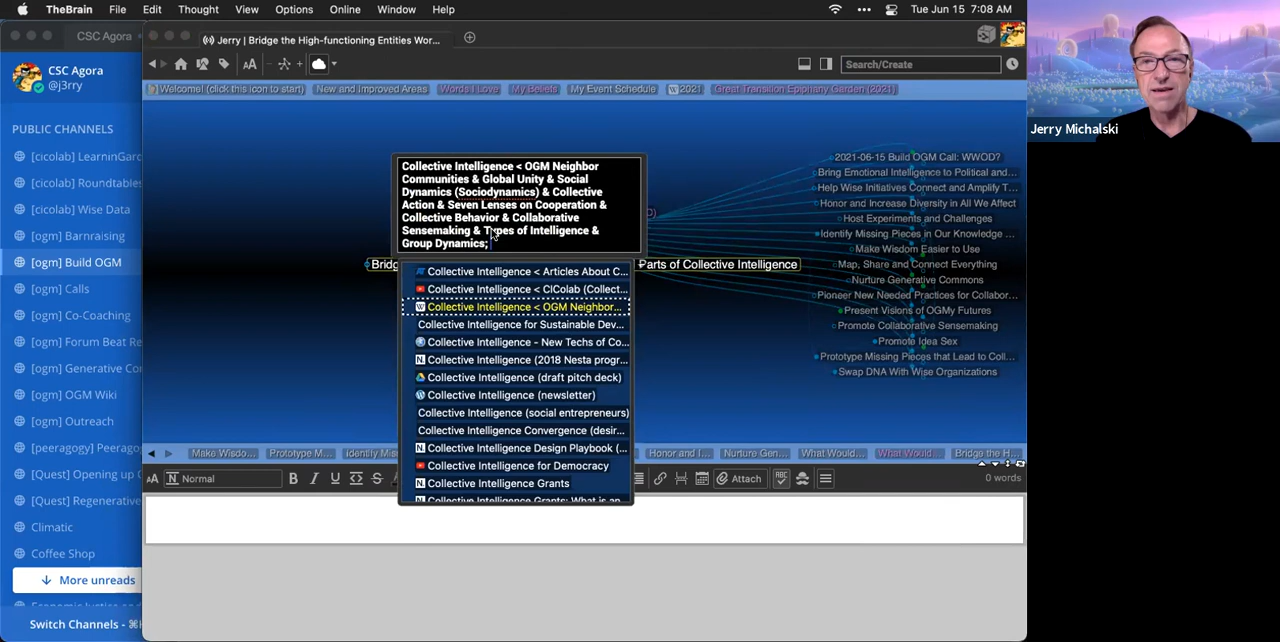 TheBrain File Edit View Thought Options Online Window Help
Tue Jun 15 7:08 AM
CSC Agora
Jerry | Bridge the High-functioning Entities Wor...
CSC Agora
@j3rry
PUBLIC CHANNELS
[cicolab] LearninGard
[cicolab] Roundtables
[cicolab] Wise Data
[ogm] Barnraising
[ogm] Build OGM
[ogm] Calls
[ogm] Co-Coaching
[ogm] Forum Beat Re
[ogm] Generative Co
[ogm] OGM Wiki
[ogm] Outreach
[peeragogy] Peerago
[Quest] Opening up
[Quest] Regenerative
Climatic
Coffee Shop
More unreads
Switch Channels -
AA
Search/Create
Welcome! (click this icon to start)
New and Improved Areas
Words I Love
My Beliefs
My Event Schedule
2021
Great Transition Epiphany Garden (2021)
Collective Intelligence < OGM Neighbor
Communities & Global Unity & Social
Dynamics (Sociodynamics) & Collective
Action & Seven Lenses on Cooperation &
Collective Behavior & Collaborative
Sensemaking & Types of Intelligence &
Group Dynamics;
Bridg
Parts of Collective Intelligence
Collective Intelligence < Articles About C...
Collective Intelligence < CICoLab (Collect...
Collective Intelligence < OGM Neighbor...
Collective Intelligence for Sustainable Dev...
Collective Intelligence - New Techs of Co...
Collective Intelligence (2018 Nesta progr...
Collective Intelligence (draft pitch deck)
Collective Intelligence (newsletter)
Collective Intelligence (social entrepreneurs)
Collective Intelligence Convergence (desir...
Collective Intelligence Design Playbook (...
Collective Intelligence for Democracy
Collective Intelligence Grants
Collective Intelligence Grants: What is an
2021-06-15 Build OGM Call: WWOD?
Bring Emotional Intelligence to Political and...
Help Wise Initiatives Connect and Amplify T...
Honor and Increase Diversity in All We Affect
Host Experiments and Challenges
Identify Missing Pieces in Our Knowledge ...
Make Wisdom Easier to Use
Map, Share and Connect Everything
Nurture Generative Commons
Pioneer New Needed Practices for Collabor...
Present Visions of OGMy Futures
Promote Collaborative Sensemaking
Promote Idea Sex
Prototype Missing Pieces that Lead to Coll...
Swap DNA With Wise Organizations
Make Wisdo...
Prototype M...
Identify Mis
Honor and I...
Nurture Gen...
What Would...
What Would...
Bridge the H...
AA N Normal B I U S
Attach
0 words
Jerry Michalski